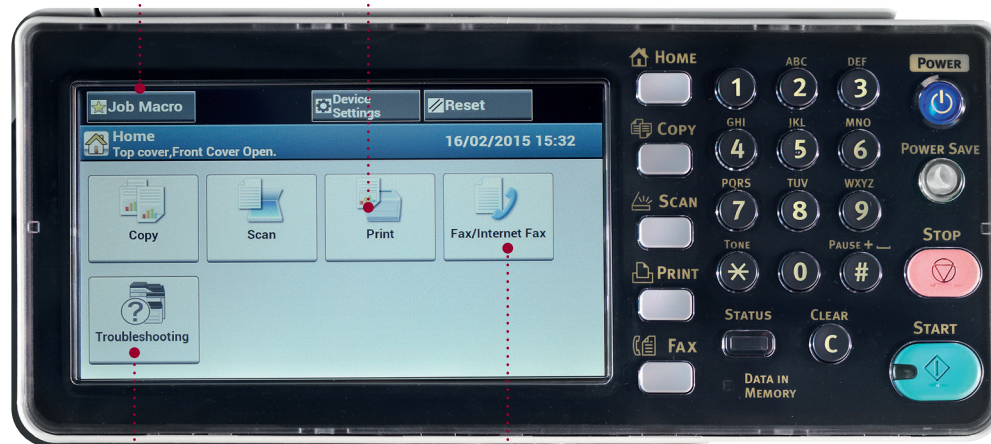 Job Macro
Device
Settings
Reset
Home
Top cover,Front Cover Open.
16/02/2015 15:32
Copy
Scan
Print
Fax/Internet Fax
Troubleshooting
HOME
COPY
SCAN
PRINT
FAX
ABC
DEF
1
2
3
GHI
JKL
MNO
4
5
6
PQRS
TUV
WXYZ
7
8
9
TONE
PAUSE +
0
#
STATUS
CLEAR
C
DATA IN
MEMORY
POWER
POWER SAVE
STOP
START